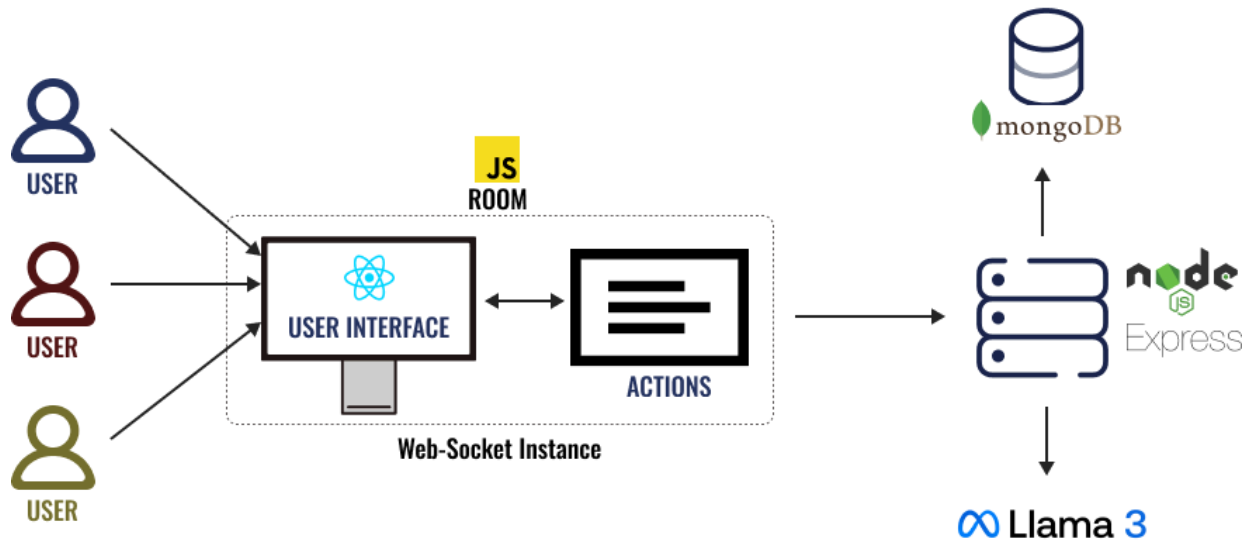 USER
USER
USER
JS
ROOM
USER INTERFACE
ACTIONS
Web-Socket Instance
mongoDB
node
JS
Express
Llama 3